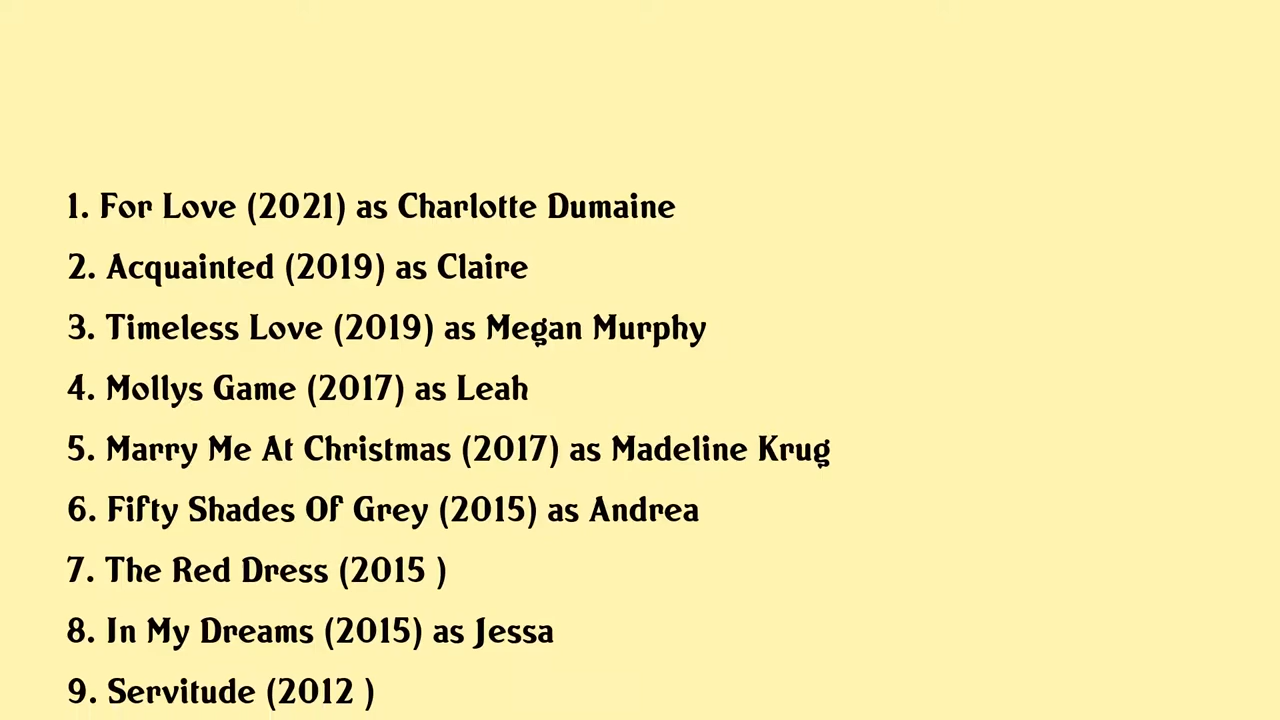 1. For Love (2021) as Charlotte Dumaine
2. Acquainted (2019) as Claire
3. Timeless Love (2019) as Megan Murphy
4. Mollys Game (2017) as Leah
5. Marry Me At Christmas (2017) as Madeline Krug
6. Fifty Shades Of Grey (2015) as Andrea
7. The Red Dress (2015 )
8. In My Dreams (2015) as Jessa
9. Servitude (2012 )